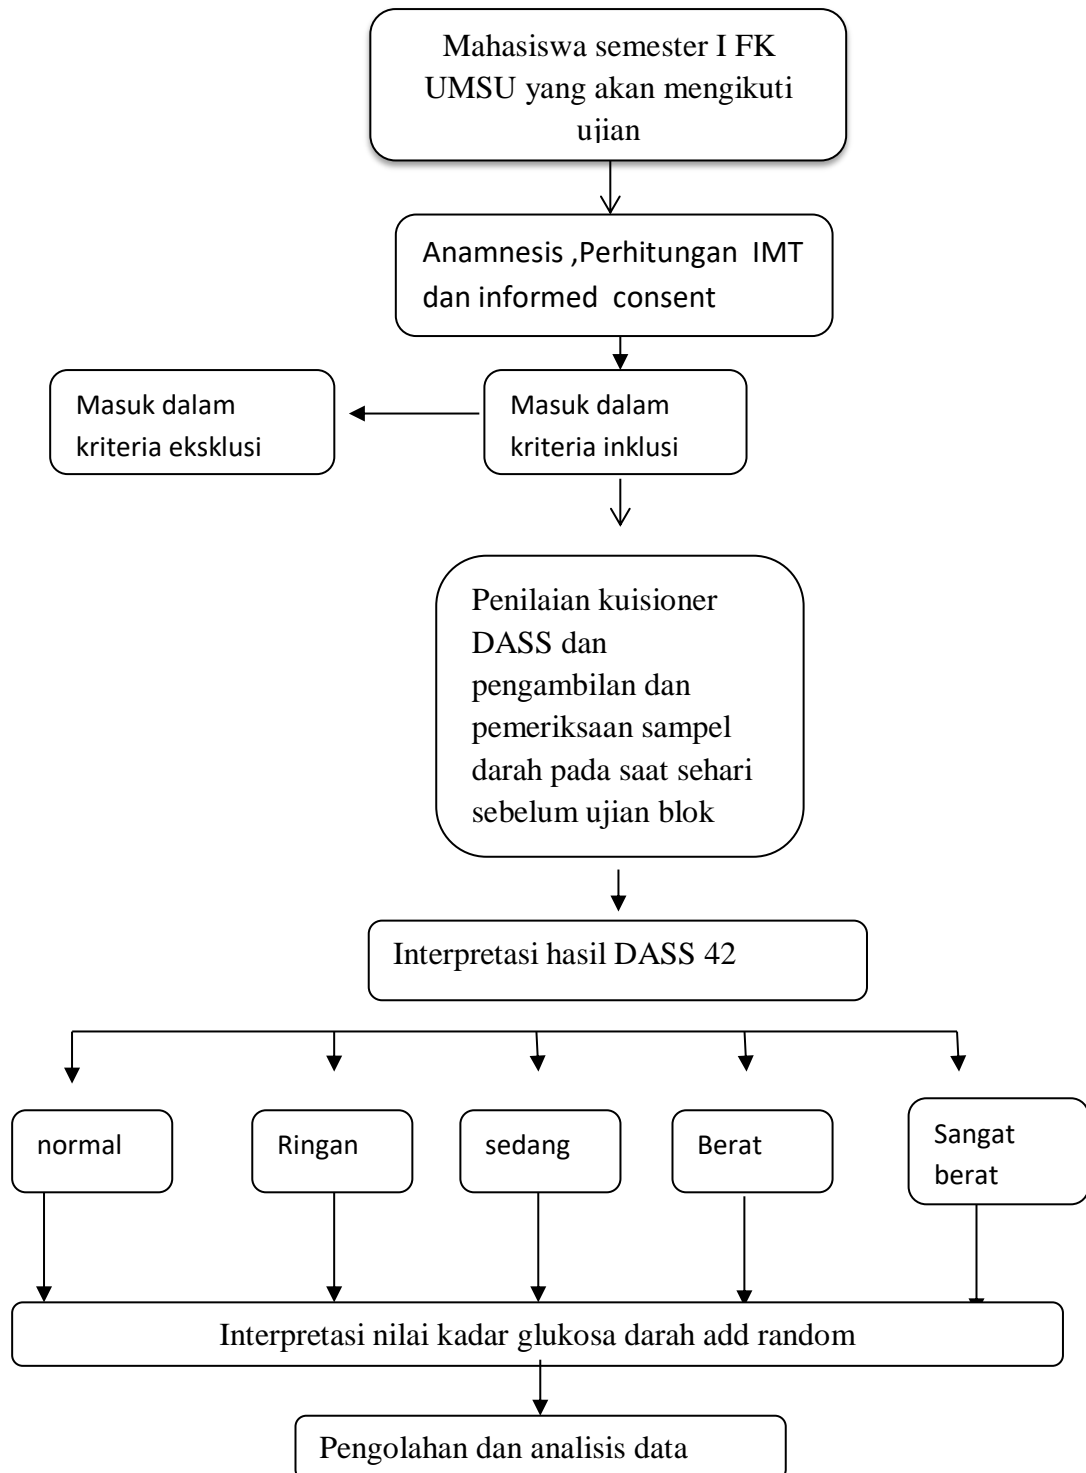 Mahasiswa semester I FK
UMSU yang akan mengikuti
ujian
Anamnesis ,Perhitungan IMT
dan informed consent
Masuk dalam
kriteria eksklusi
Masuk dalam
kriteria inklusi
Penilaian kuisioner
DASS dan
pengambilan dan
pemeriksaan sampel
darah pada saat sehari
sebelum ujian blok
Interpretasi hasil DASS 42
normal
Ringan
sedang
Berat
Sangat
berat
Interpretasi nilai kadar glukosa darah add random
Pengolahan dan analisis data